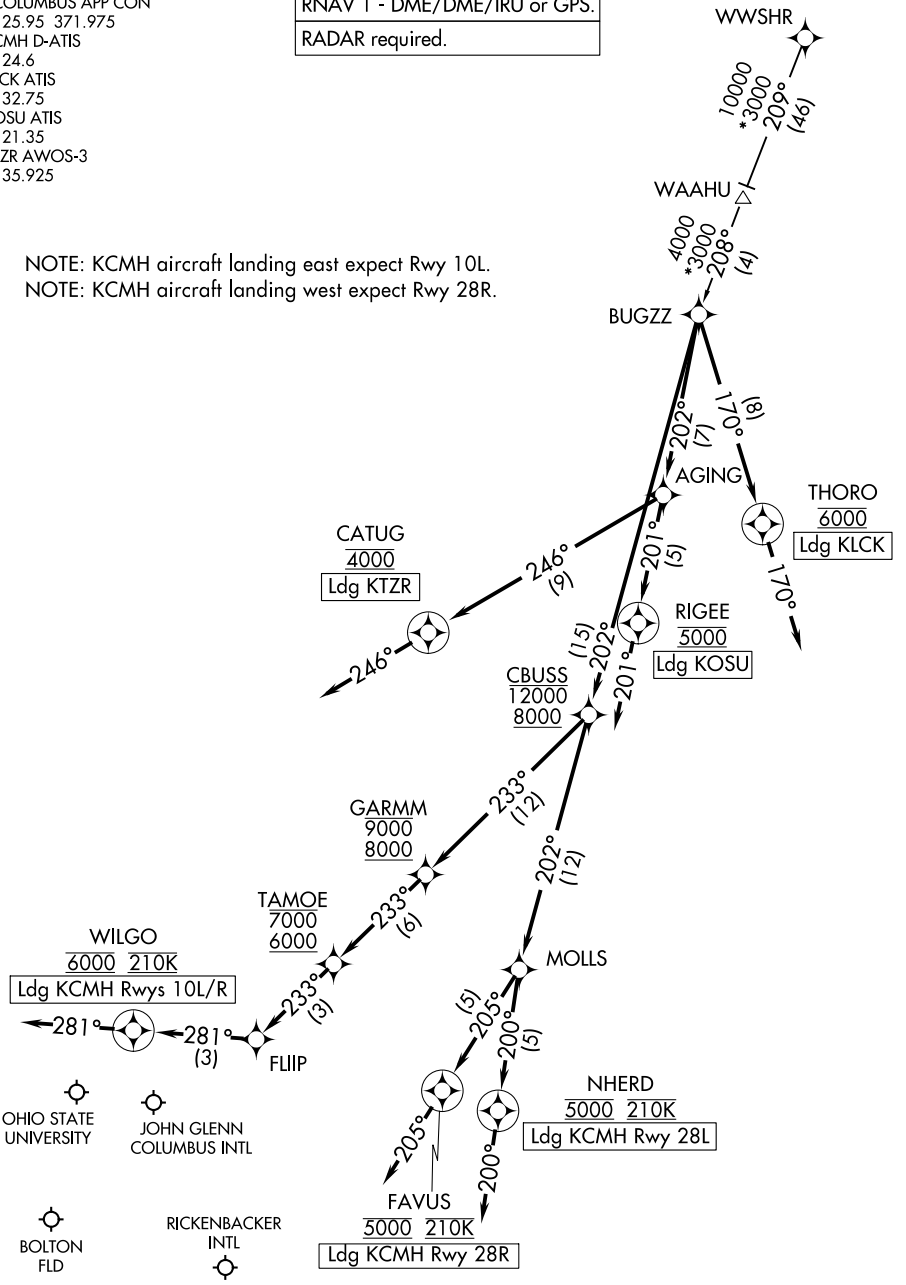 COLUMBUS APP CON
25.95 371.975
CMH D-ATIS
24.6
CK ATIS
32.75
OSU ATIS
21.35
ZR AWOS-3
35.925
RNAV 1 - DME/DME/IRU or GPS.
RADAR required.
WWSHR
10000
*3000
209°
(46)
WAAHU
4000
*3000
208°
(4)
NOTE: KCMH aircraft landing east expect Rwy 10L.
NOTE: KCMH aircraft landing west expect Rwy 28R.
BUGZZ
202°
(7)
170°
(8)
AGING
THORO
6000
Ldg KLCK
170°
CATUG
4000
Ldg KTZR
246°
(9)
246°
201°
(5)
RIGEE
5000
Ldg KOSU
201°
(15)
202°
CBUSS
12000
8000
233°
(12)
202°
(12)
GARMM
9000
8000
233°
(6)
TAMOE
7000
6000
233°
(3)
WILGO
6000 210K
Ldg KCMH Rwys 10L/R
281°
281°
(3)
FLIIP
MOLLS
(5)
205°
200°
(5)
NHERD
5000 210K
Ldg KCMH Rwy 28L
205°
200°
FAVUS
5000 210K
Ldg KCMH Rwy 28R
OHIO STATE
UNIVERSITY
JOHN GLENN
COLUMBUS INTL
BOLTON
FLD
RICKENBACKER
INTL